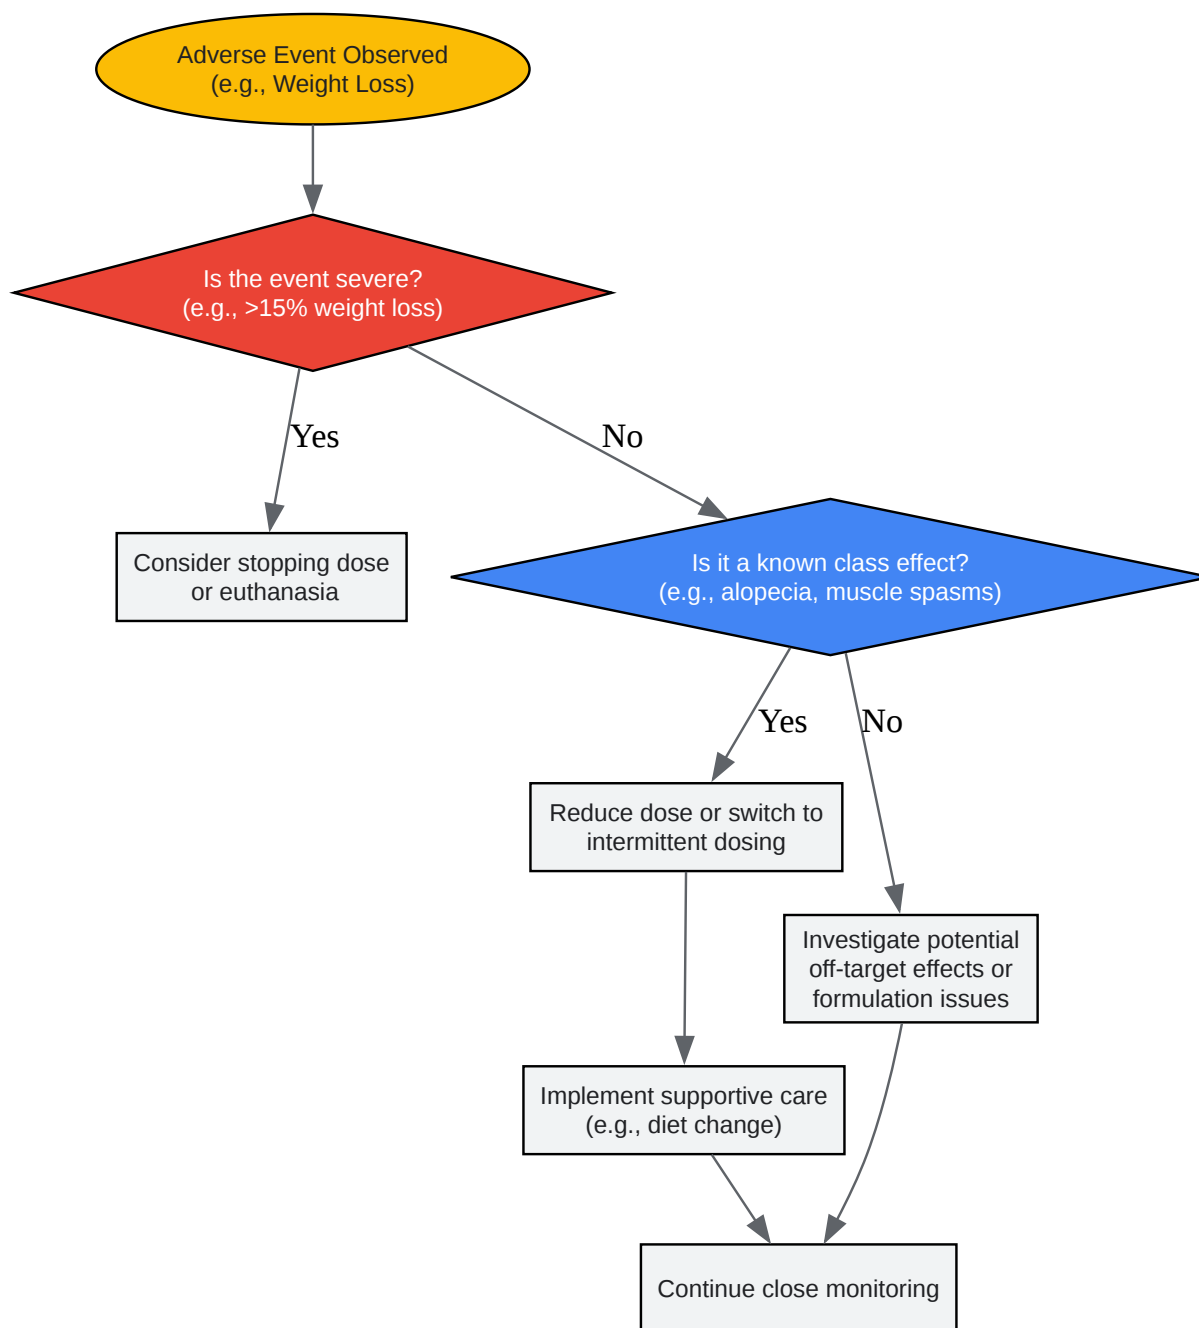 Adverse Event Observed
(e.g., Weight Loss)
Is the event severe?
(e.g., >15% weight loss)
Yes
No
Consider stopping dose
or euthanasia
Is it a known class effect?
(e.g., alopecia, muscle spasms)
Yes
No
Reduce dose or switch to
intermittent dosing
Investigate potential
off-target effects or
formulation issues
Implement supportive care
(e.g., diet change)
Continue close monitoring